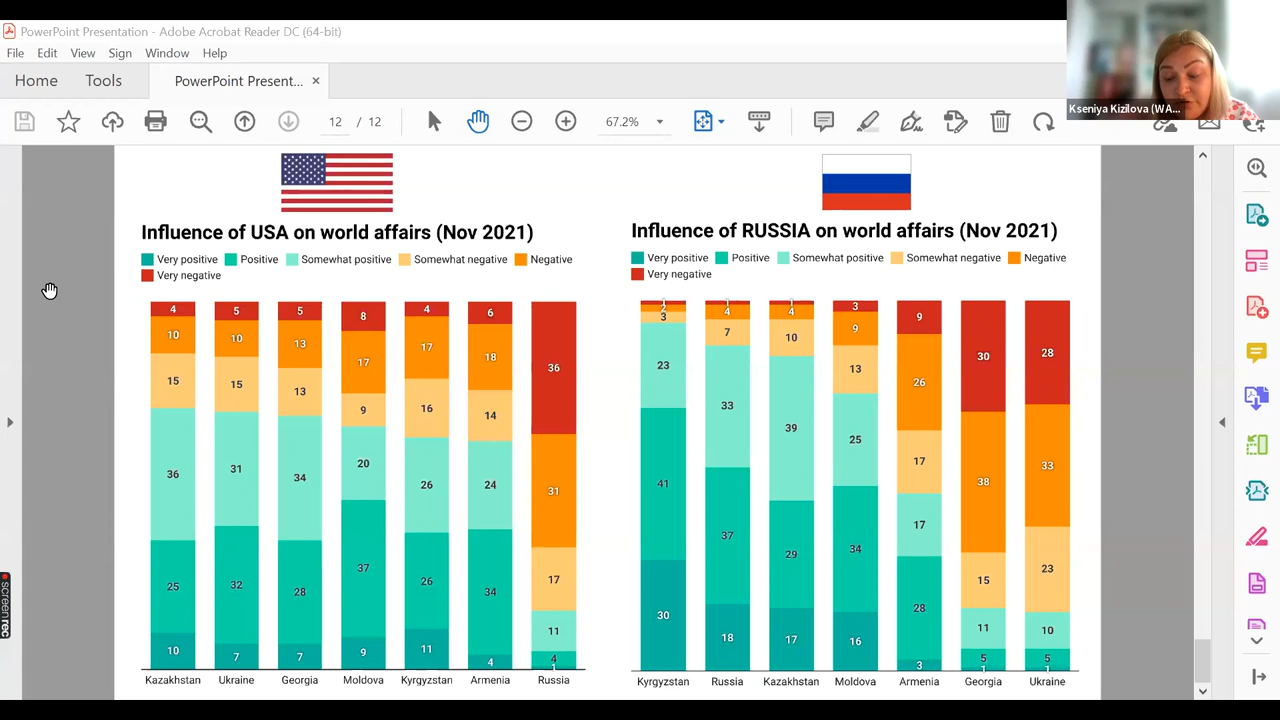 PowerPoint Presentation - Adobe Acrobat Reader DC (64-bit)
File Edit View Sign Window Help
Home Tools PowerPoint Present... ×
12 / 12 67.2%
Kseniya Kizilova (WA...
Influence of USA on world affairs (Nov 2021)
Very positive Positive Somewhat positive Somewhat negative Negative
Very negative
4 5 5 8 4 6 36
10 10 13 17 17 18 31
15 15 13 9 16 14 17
36 31 34 20 26 24 11
25 32 28 37 26 34 4
10 7 7 9 11 4 1
Kazakhstan Ukraine Georgia Moldova Kyrgyzstan Armenia Russia
Influence of RUSSIA on world affairs (Nov 2021)
Very positive Positive Somewhat positive Somewhat negative Negative
Very negative
1 1 1 3 9 30 28
2 4 4 9 26 38 33
3 7 10 13 17 15 23
23 33 39 25 17 11 10
41 37 29 34 28 5 5
30 18 17 16 3 1 1
Kyrgyzstan Russia Kazakhstan Moldova Armenia Georgia Ukraine
screenrec